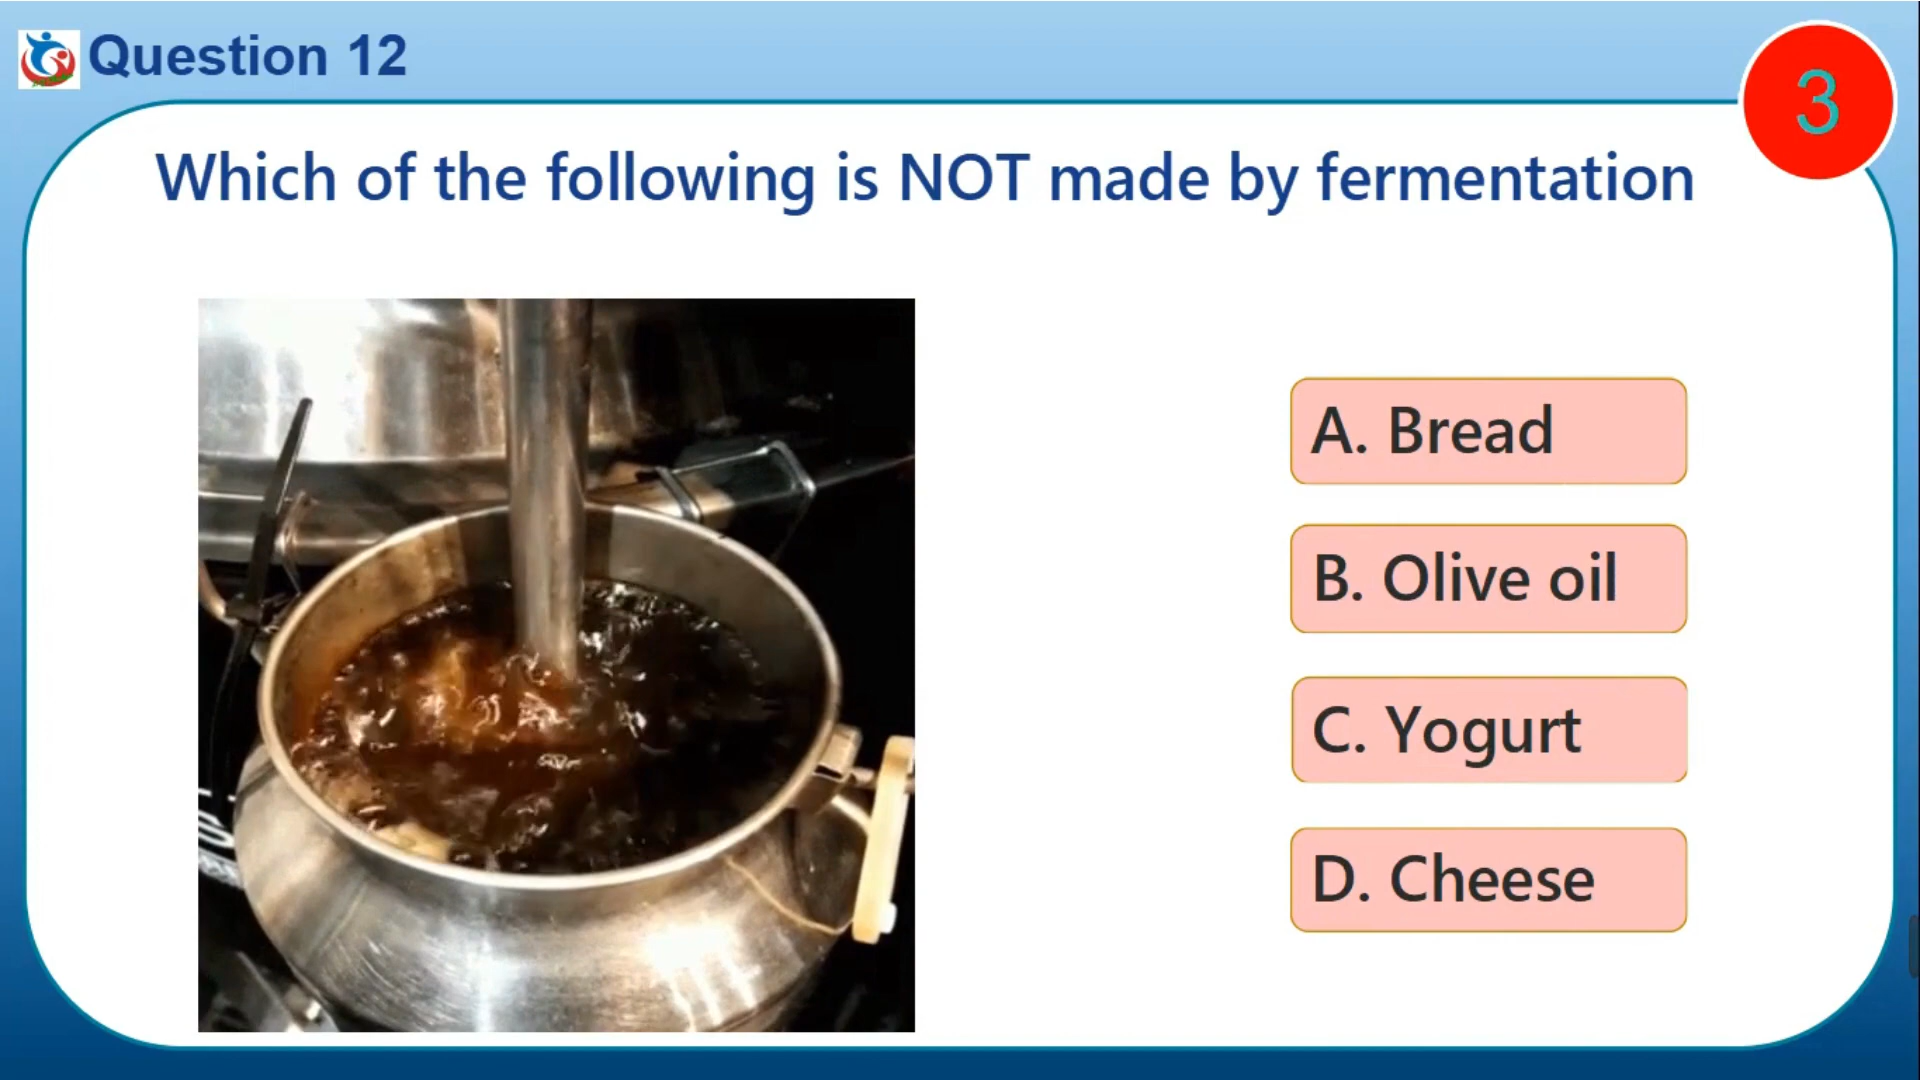 Question 12
3
Which of the following is NOT made by fermentation
A. Bread
B. Olive oil
C. Yogurt
D. Cheese